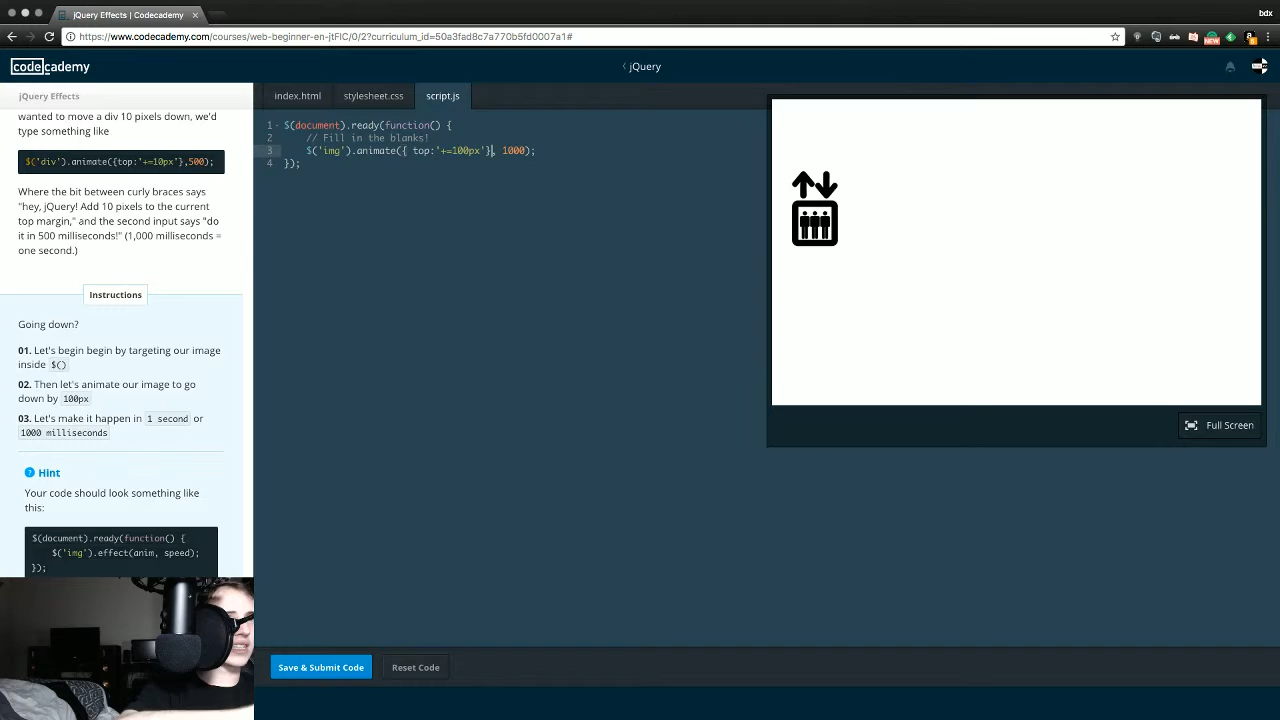 jQuery Effects | Codecademy
bdx
https://www.codecademy.com/courses/web-beginner-en-jtFIC/0/2?curriculum_id=50a3fad8c7a770b5fd0007a1#
NEW
codecademy
jQuery
jQuery Effects
index.html
stylesheet.css
script.js
wanted to move a div 10 pixels down, we'd
type something like
$('div').animate({top:'+=10px'},500);
Where the bit between curly braces says
"hey, jQuery! Add 10 pixels to the current
top margin," and the second input says "do
it in 500 milliseconds!" (1,000 milliseconds =
one second.)
Instructions
Going down?
01. Let's begin begin by targeting our image
inside $()
02. Then let's animate our image to go
down by 100px
03. Let's make it happen in 1 second or
1000 milliseconds
? Hint
Your code should look something like
this:
$(document).ready(function() {
$('img').effect(anim, speed);
});
1 $(document).ready(function() {
2 // Fill in the blanks!
3 $('img').animate({ top:'+=100px'}, 1000);
4 });
Full Screen
Save & Submit Code
Reset Code